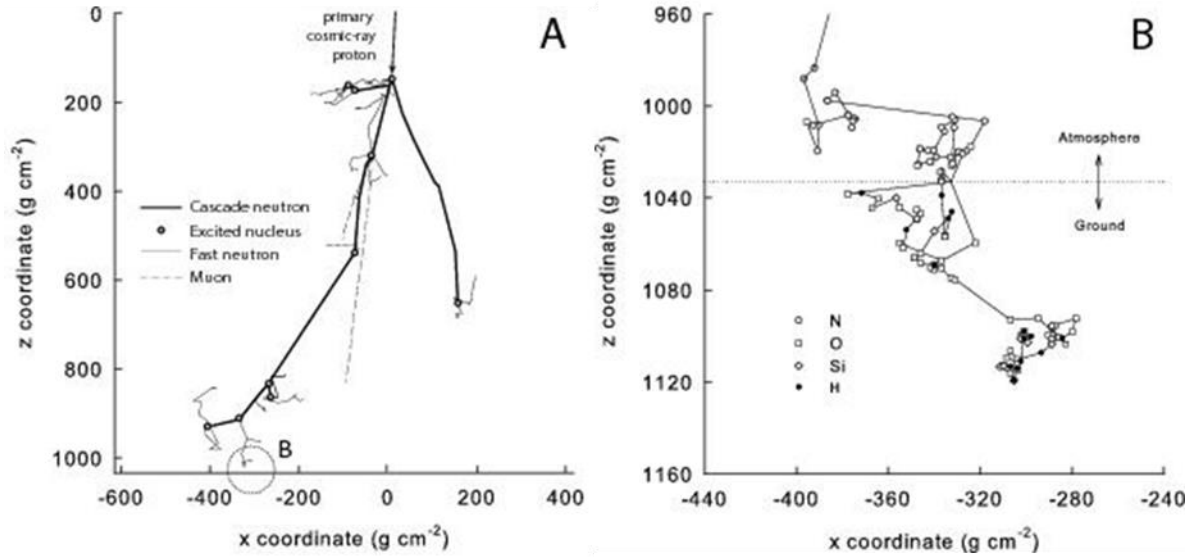 A
primary
cosmic-ray
proton
0
200
400
600
800
1000
z coordinate (g cm-2)
Cascade neutron
Excited nucleus
Fast neutron
Muon
B
-600
-400
-200
0
200
400
x coordinate (g cm-2)
B
960
1000
1040
1080
1120
1160
z coordinate (g cm-2)
Atmosphere
Ground
N
O
Si
H
-440
-400
-360
-320
-280
-240
x coordinate (g cm-2)